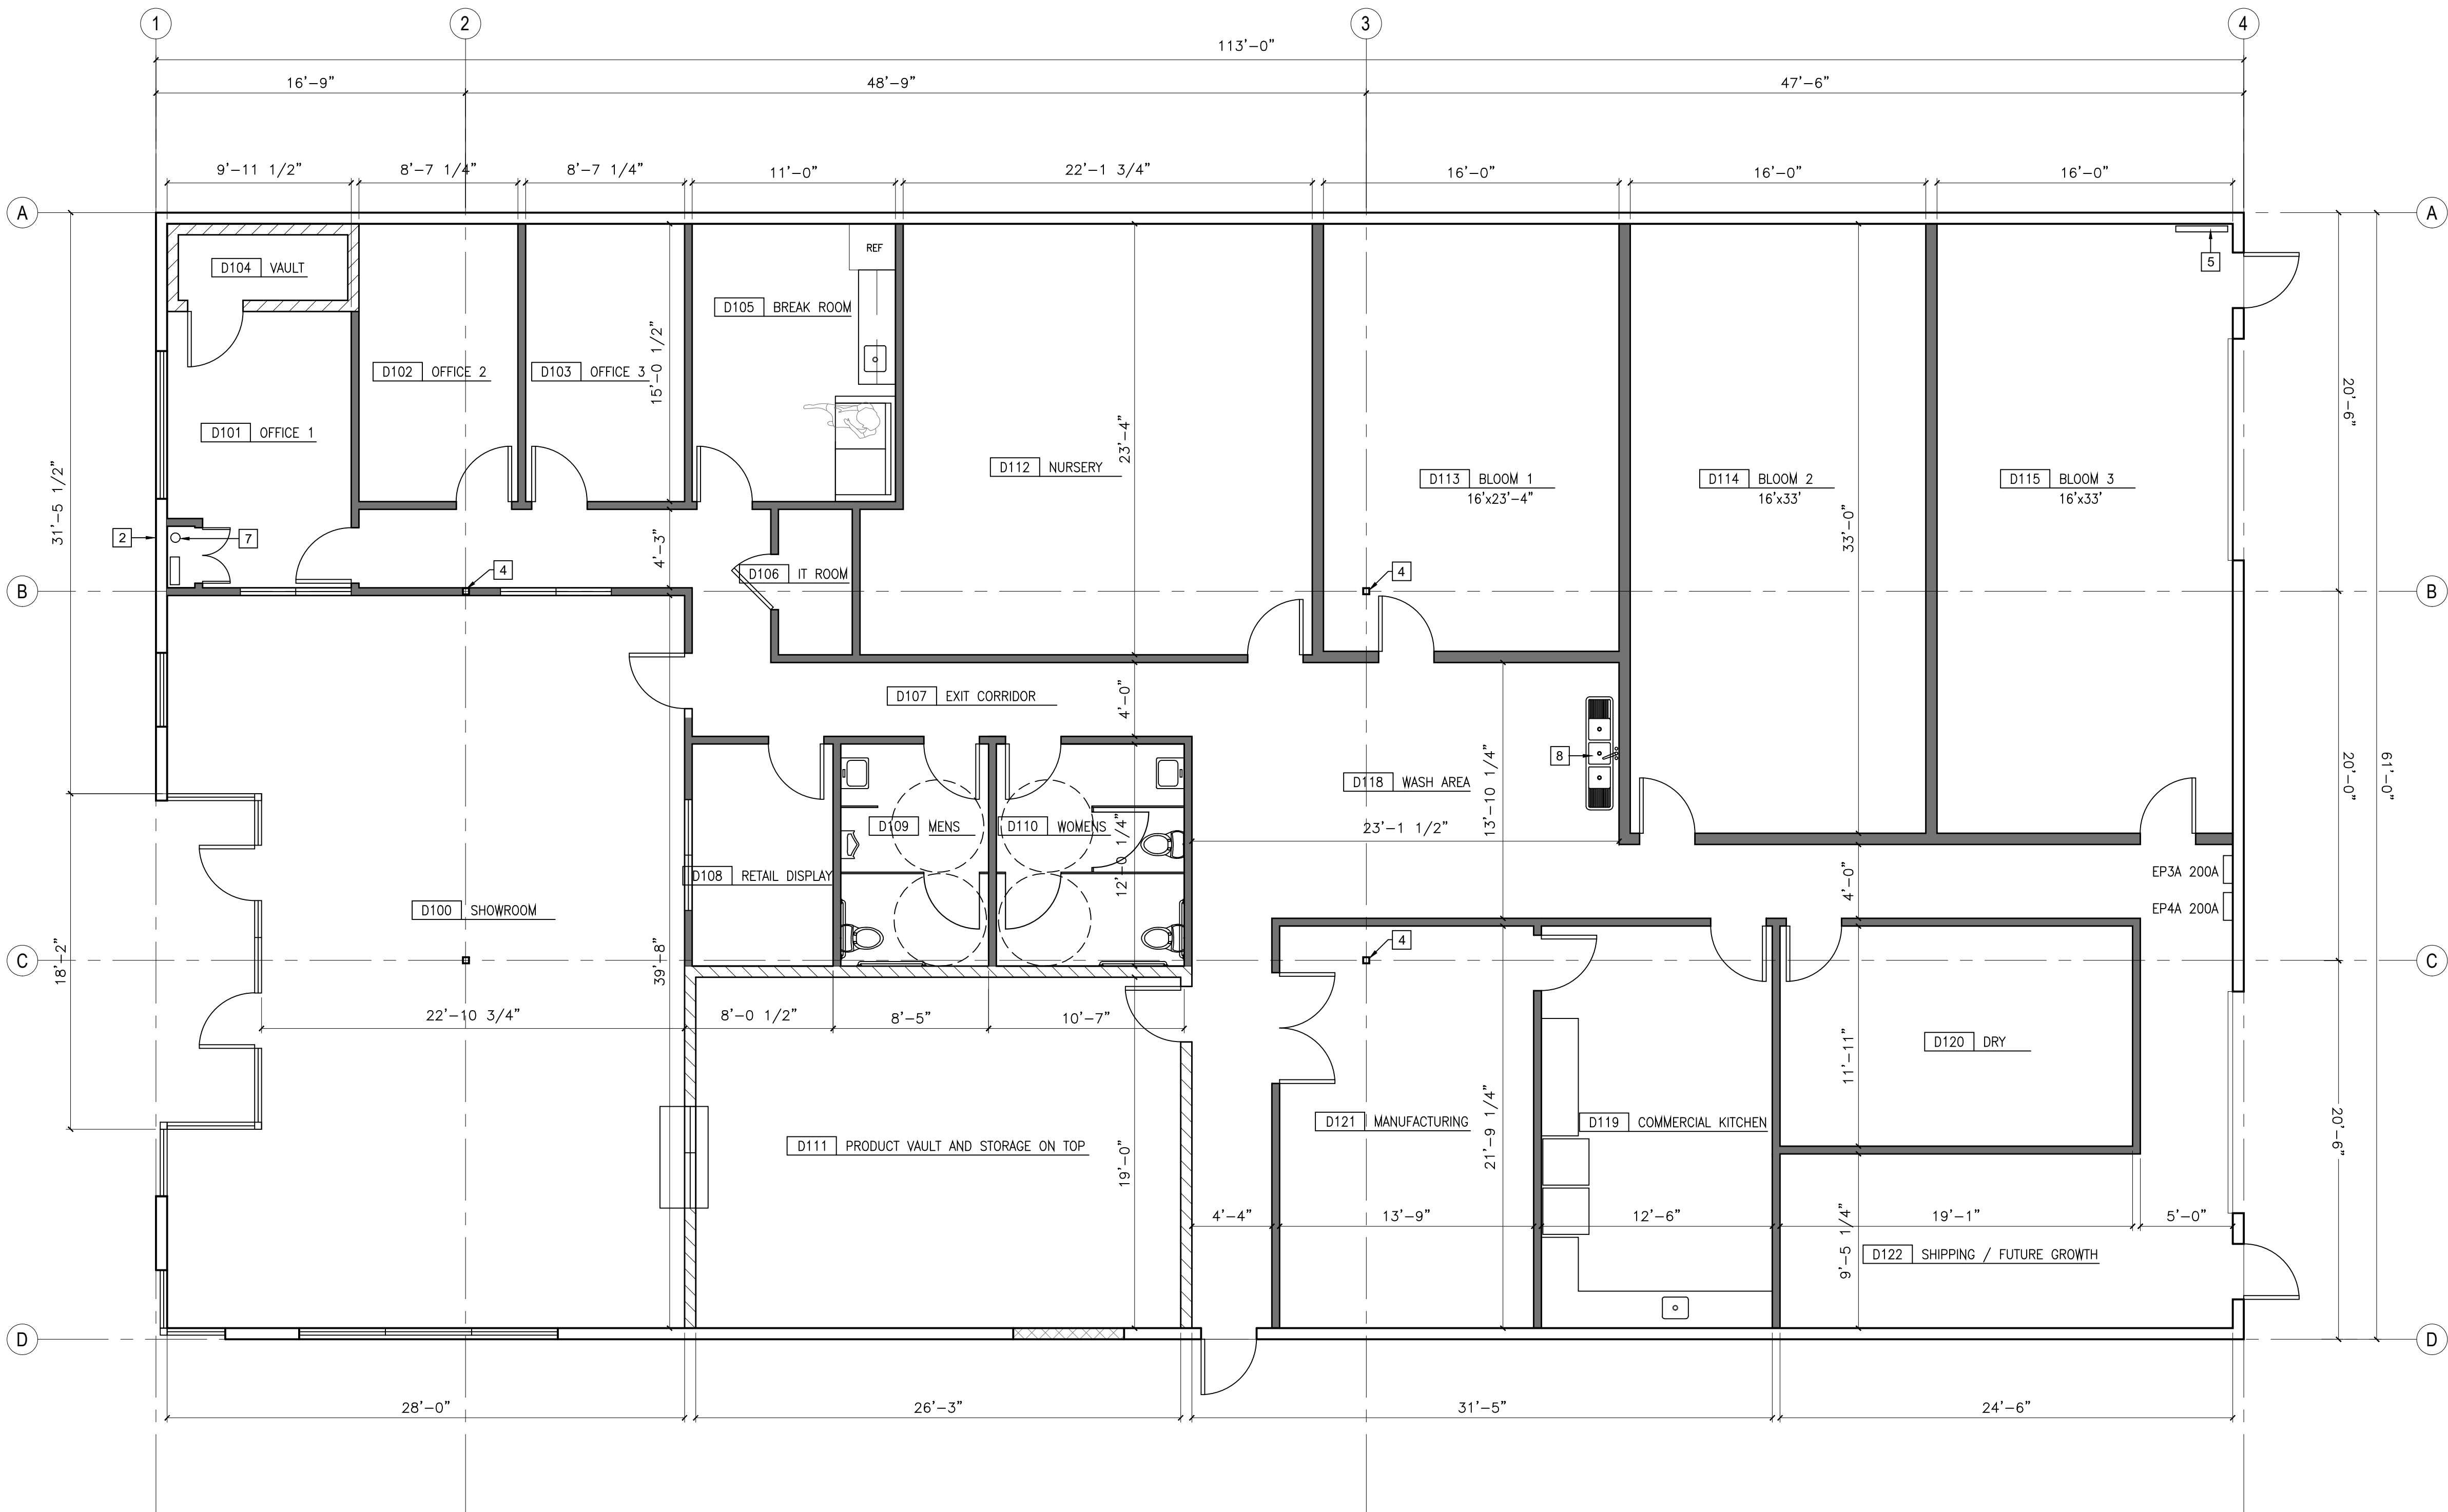 1
2
3
4
113'-0"
16'-9"
48'-9"
47'-6"
9'-11 1/2"
8'-7 1/4"
8'-7 1/4"
11'-0"
22'-1 3/4"
16'-0"
16'-0"
16'-0"
A
A
REF
D104 VAULT
5
D105 BREAK ROOM
D102 OFFICE 2
D103 OFFICE 3
15'-0 1/2"
20'-6"
D101 OFFICE 1
23'-4"
D112 NURSERY
D113 BLOOM 1
16'x23'-4"
D114 BLOOM 2
16'x33'
D115 BLOOM 3
16'x33'
31'-5 1/2"
33'-0"
2
7
4'-3"
4
D106 IT ROOM
4
B
B
D107 EXIT CORRIDOR
4'-0"
8
D118 WASH AREA
13'-10 1/4"
20'-0"
61'-0"
D109 MENS
D110 WOMENS
12'-0 1/4"
23'-1 1/2"
D108 RETAIL DISPLAY
4'-0"
EP3A 200A
EP4A 200A
D100 SHOWROOM
39'-8"
18'-2"
4
C
C
22'-10 3/4"
8'-0 1/2"
8'-5"
10'-7"
D120 DRY
11'-11"
D121 MANUFACTURING
21'-9 1/4"
D119 COMMERCIAL KITCHEN
20'-6"
D111 PRODUCT VAULT AND STORAGE ON TOP
19'-0"
4'-4"
13'-9"
12'-6"
19'-1"
5'-0"
9'-5 1/4"
D122 SHIPPING / FUTURE GROWTH
D
D
28'-0"
26'-3"
31'-5"
24'-6"